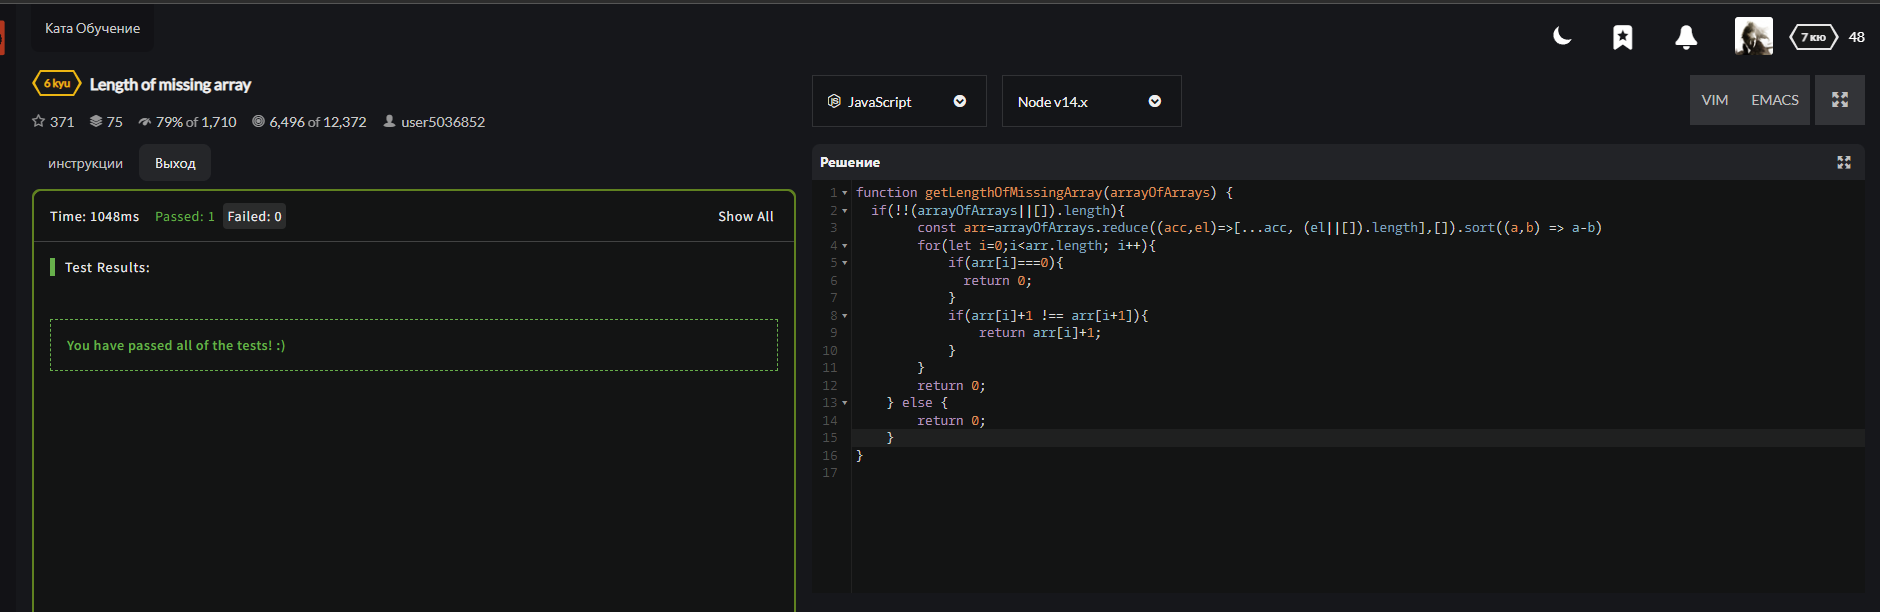 Ката Обучение
7 кю 48
6 kyu Length of missing array
371 75 79% of 1,710 6,496 of 12,372 user5036852
JavaScript
Node v14.x
VIM EMACS
инструкции Выход
Time: 1048ms Passed: 1 Failed: 0 Show All
Test Results:
You have passed all of the tests! :)
Решение
1 function getLengthOfMissingArray(arrayOfArrays) {
2 if(!!(arrayOfArrays||[]).length){
3 const arr=arrayOfArrays.reduce((acc,el)=>[...acc, (el||[]).length],[]).sort((a,b) => a-b)
4 for(let i=0;i<arr.length; i++){
5 if(arr[i]===0){
6 return 0;
7 }
8 if(arr[i]+1 !== arr[i+1]){
9 return arr[i]+1;
10 }
11 }
12 return 0;
13 } else {
14 return 0;
15 }
16 }
17